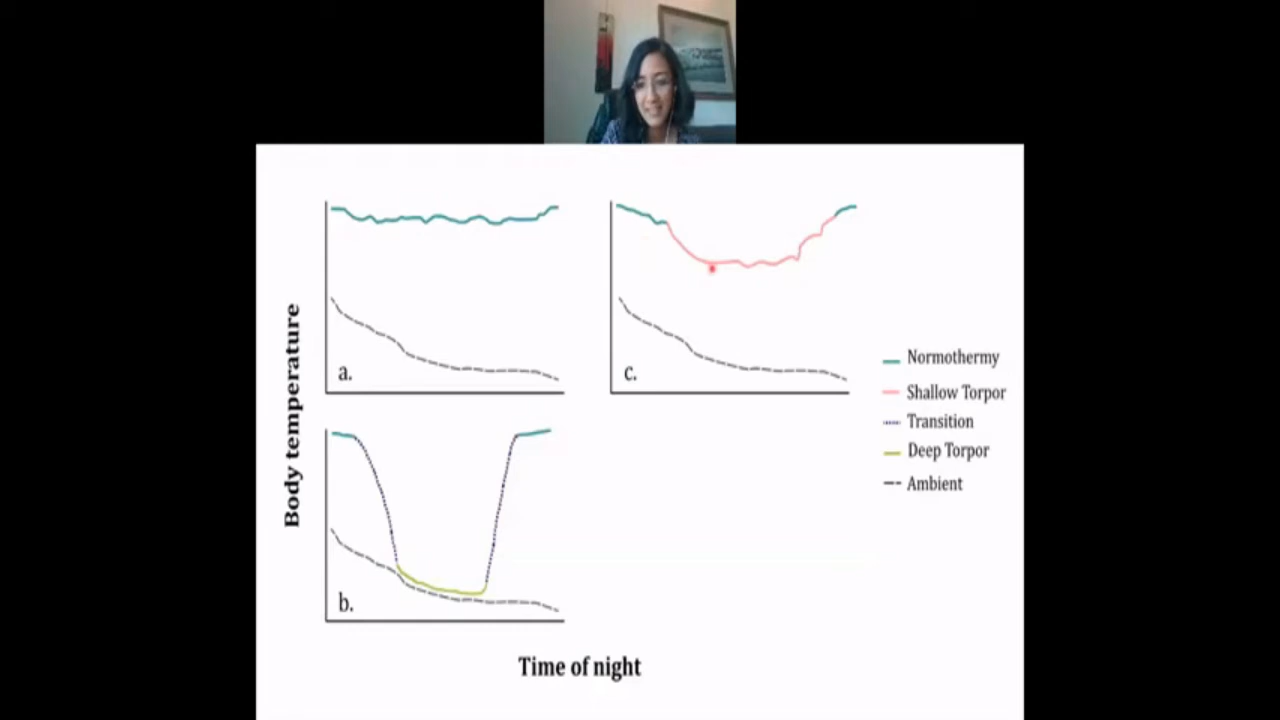 Body temperature
a.
c.
b.
Normothermy
Shallow Torpor
Transition
Deep Torpor
Ambient
Time of night